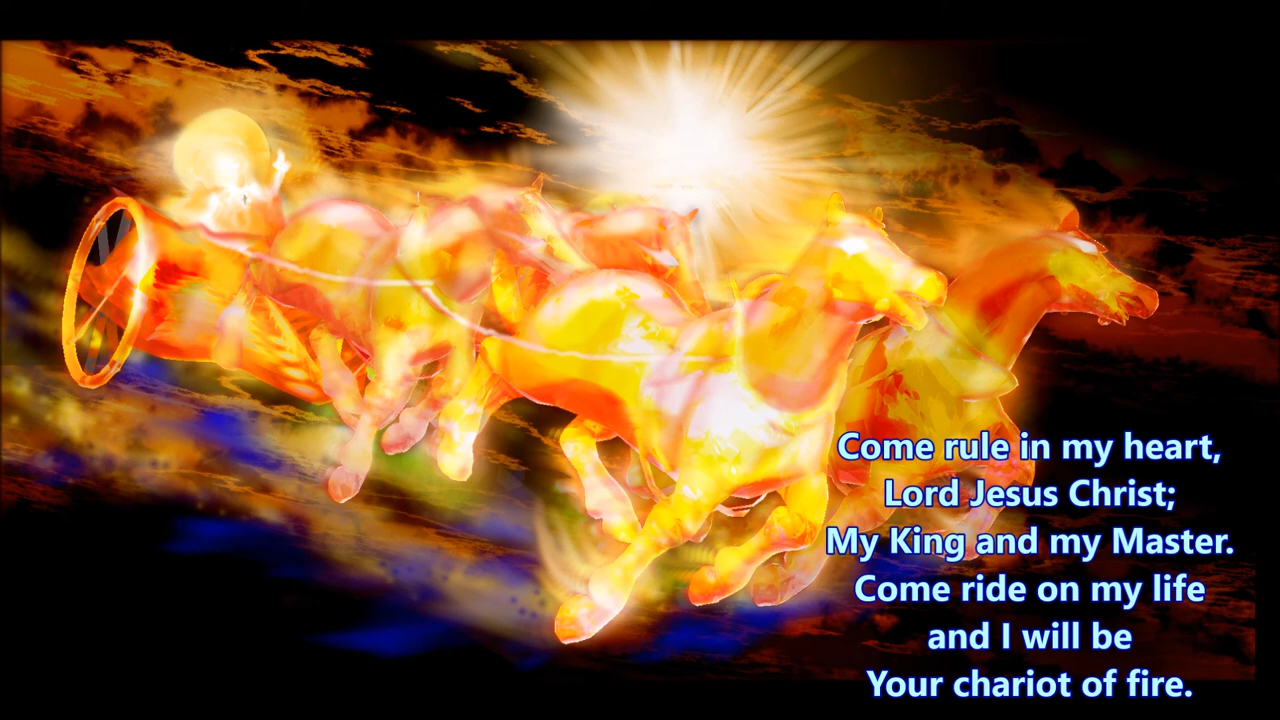 Come rule in my heart,
Lord Jesus Christ;
My King and my Master.
Come ride on my life
and I will be
Your chariot of fire.